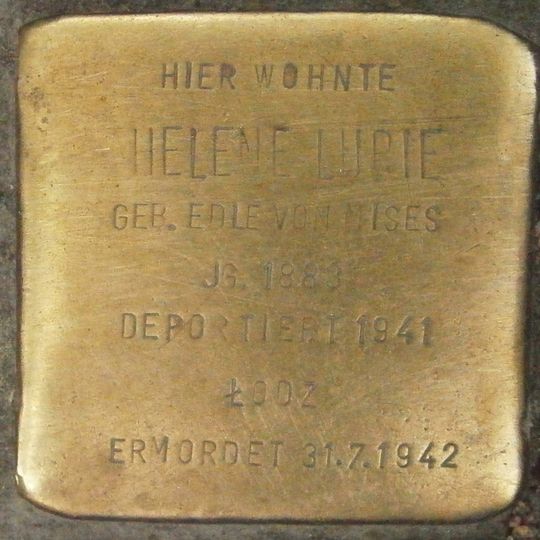 HIER WOHNTE
HELENE LURIE
GEB. EDLE VON MISES
JG. 1883
DEPORTIERT 1941
ŁODZ
ERMORDET 31.7.1942